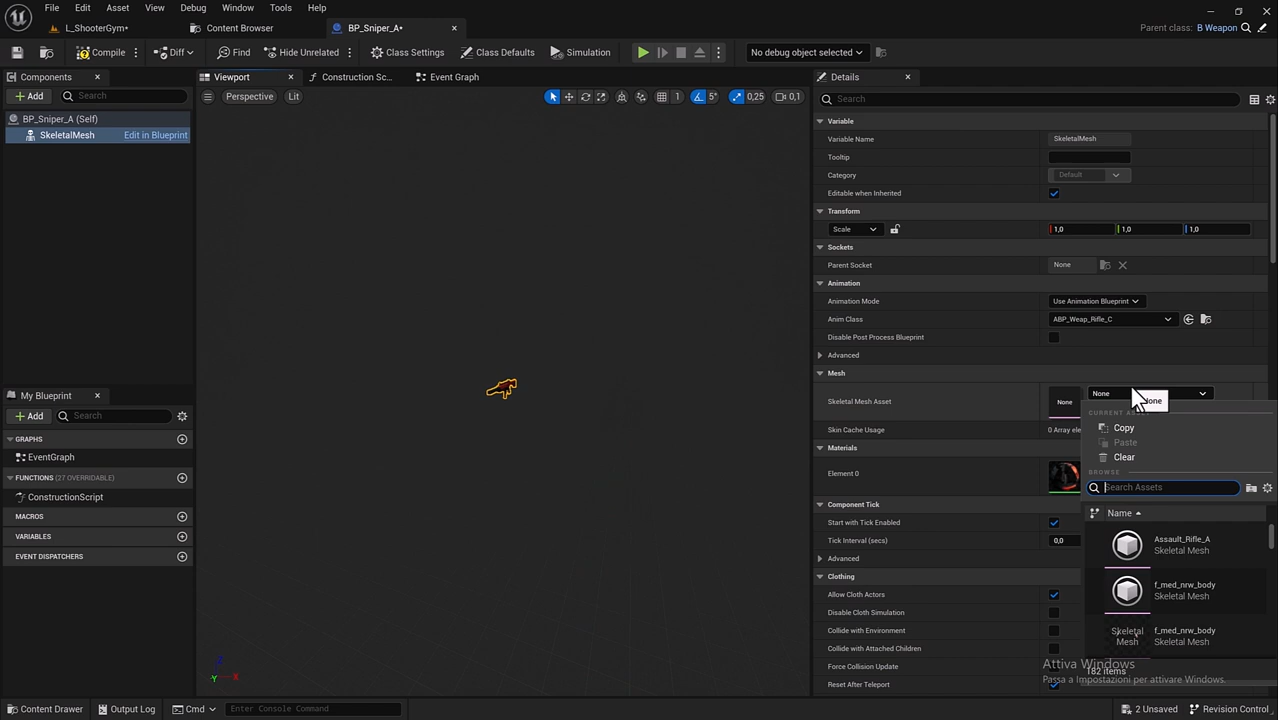 File Edit Asset View Debug Window Tools Help
L_ShooterGym* Content Browser BP_Sniper_A* Parent class: B Weapon
Compile Diff Find Hide Unrelated Class Settings Class Defaults Simulation No debug object selected
Components
Add Search
BP_Sniper_A (Self)
SkeletalMesh Edit in Blueprint
My Blueprint
Add Search
GRAPHS
EventGraph
FUNCTIONS (27 OVERRIDABLE)
ConstructionScript
MACROS
VARIABLES
EVENT DISPATCHERS
Viewport Construction Sc... Event Graph
Perspective Lit 1 5° 0,25 0,1
Z
Y X
Details
Search
Variable
Variable Name SkeletalMesh
Tooltip
Category Default
Editable when Inherited
Transform
Scale 1,0 1,0 1,0
Sockets
Parent Socket None
Animation
Animation Mode Use Animation Blueprint
Anim Class ABP_Weap_Rifle_C
Disable Post Process Blueprint
Advanced
Mesh
Skeletal Mesh Asset None None
Skin Cache Usage 0 Array ele
Materials
Element 0
Component Tick
Start with Tick Enabled
Tick Interval (secs) 0,0
Advanced
Clothing
Allow Cloth Actors
Disable Cloth Simulation
Collide with Environment
Collide with Attached Children
Force Collision Update
Reset After Teleport
Copy
Paste
Clear
BROWSE
Search Assets
Name
Assault_Rifle_A
Skeletal Mesh
f_med_nrw_body
Skeletal Mesh
Skeletal Mesh
f_med_nrw_body
Skeletal Mesh
182 items
Attiva Windows
Passa a Impostazioni per attivare Windows.
Content Drawer Output Log Cmd Enter Console Command 2 Unsaved Revision Control